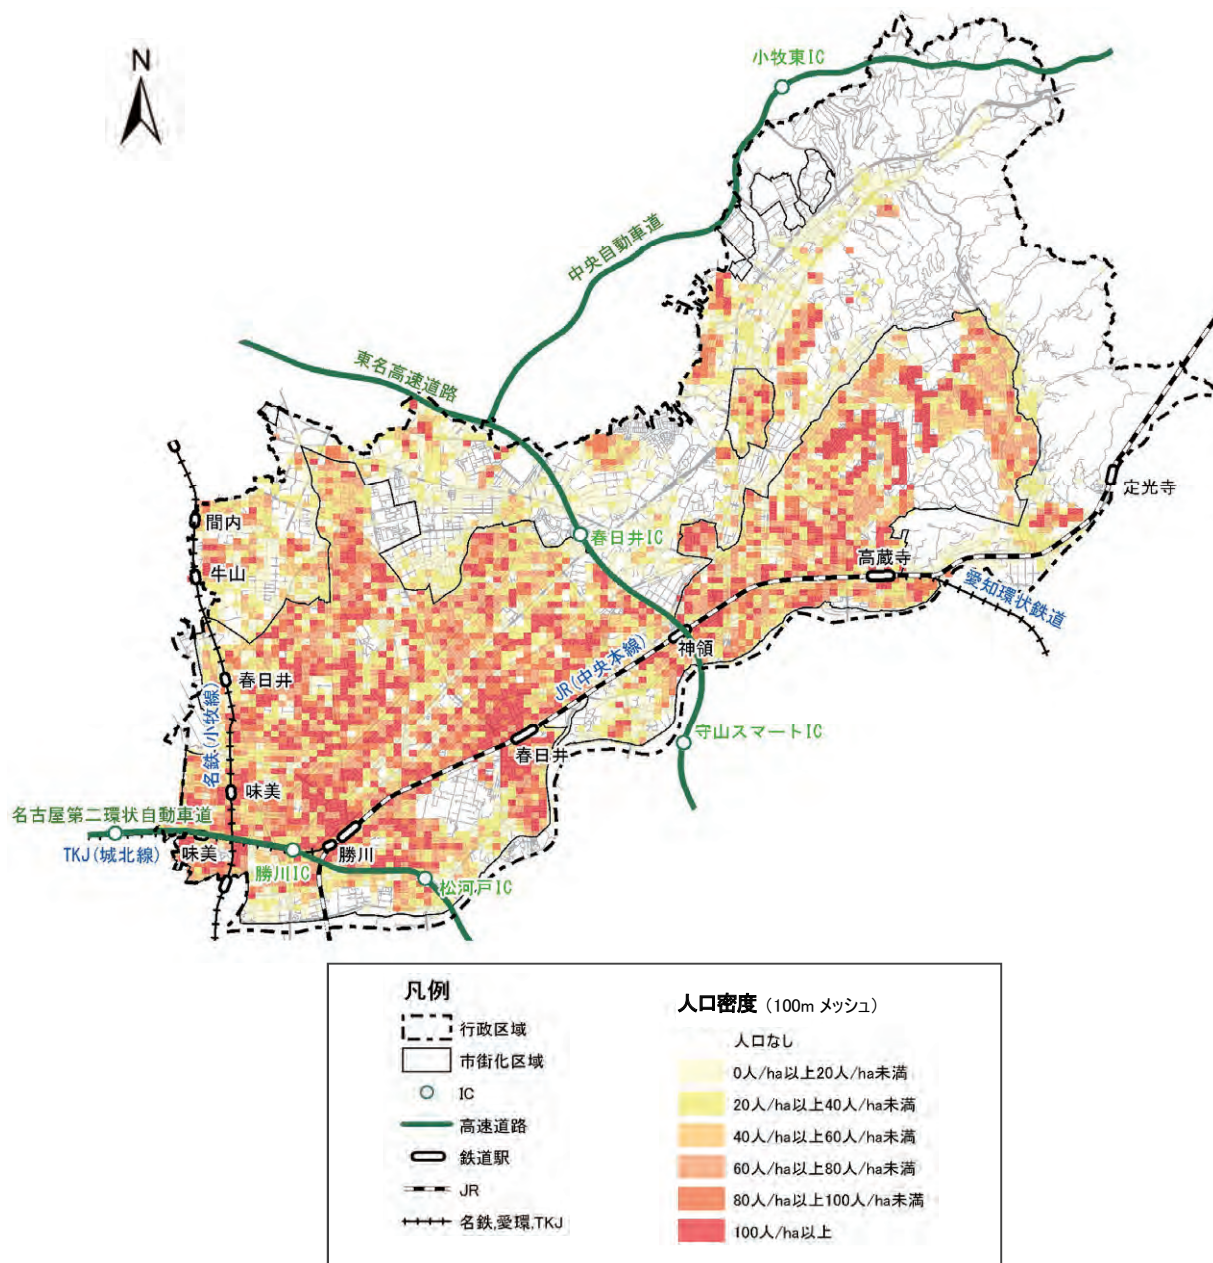 N
小牧東IC
中央自動車道
東名高速道路
定光寺
間内
春日井IC
牛山
高蔵寺
愛知環状鉄道
神領
JR(中央本線)
春日井
名鉄(小牧線)
守山スマートIC
春日井
味美
名古屋第二環状自動車道
TKJ(城北線)
味美
勝川
勝川IC
松河戸IC
凡例
行政区域
市街化区域
IC
高速道路
鉄道駅
JR
名鉄,愛環,TKJ
人口密度 (100m メッシュ)
人口なし
0人/ha以上20人/ha未満
20人/ha以上40人/ha未満
40人/ha以上60人/ha未満
60人/ha以上80人/ha未満
80人/ha以上100人/ha未満
100人/ha以上